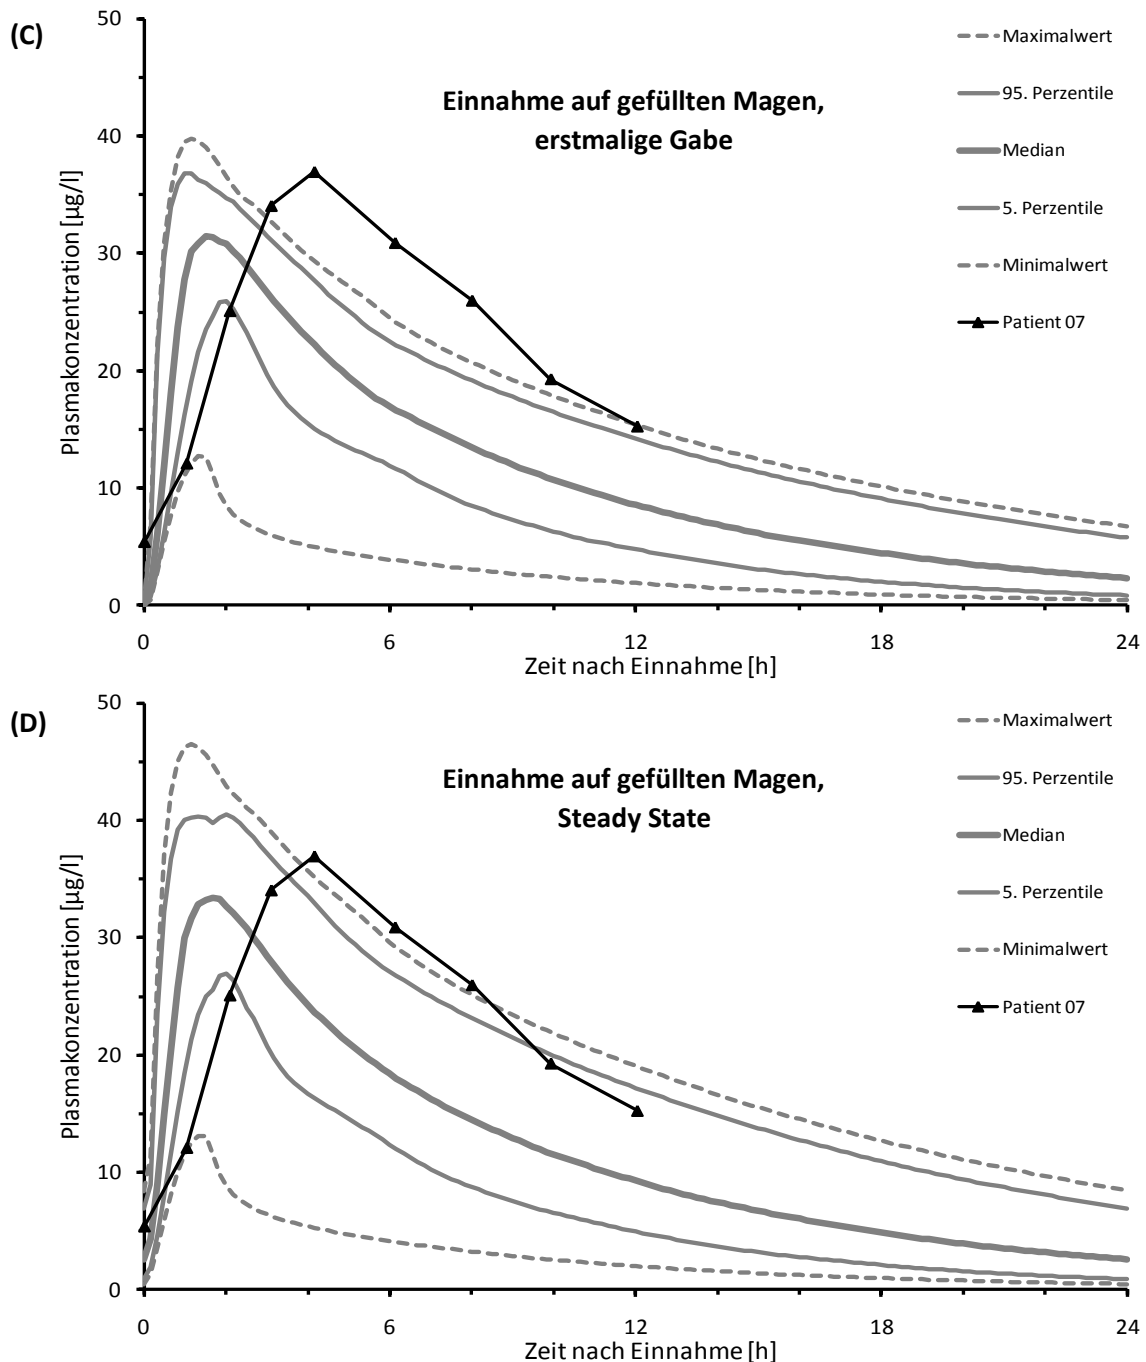 (C)
50
40
30
20
10
0
Plasmakonzentration [µg/l]
Einnahme auf gefüllten Magen,
erstmalige Gabe
Maximalwert
95. Perzentile
Median
5. Perzentile
Minimalwert
Patient 07
0 6 12 18 24
Zeit nach Einnahme [h]
(D)
50
40
30
20
10
0
Plasmakonzentration [µg/l]
Einnahme auf gefüllten Magen,
Steady State
Maximalwert
95. Perzentile
Median
5. Perzentile
Minimalwert
Patient 07
0 6 12 18 24
Zeit nach Einnahme [h]